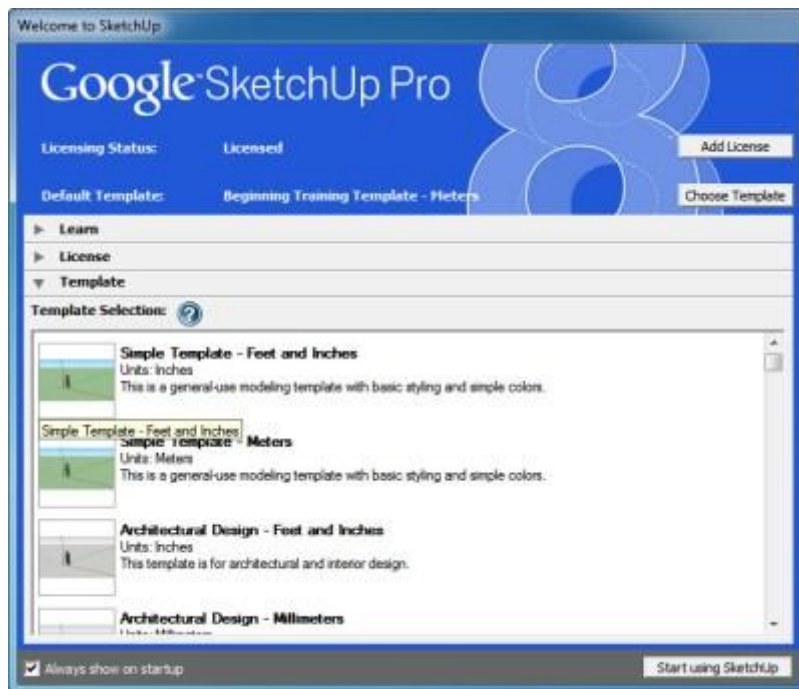 Welcome to SketchUp
Google SketchUp Pro
8
Licensing Status: Licensed
Add License
Default Template: Beginning Training Template - Meters
Choose Template
Learn
License
Template
Template Selection: ?
Simple Template - Feet and Inches
Units: Inches
This is a general-use modeling template with basic styling and simple colors.
Simple Template - Feet and Inches
Simple Template - Meters
Units: Meters
This is a general-use modeling template with basic styling and simple colors.
Architectural Design - Feet and Inches
Units: Inches
This template is for architectural and interior design.
Architectural Design - Millimeters
Units: Millimeters
Always show on startup
Start using SketchUp